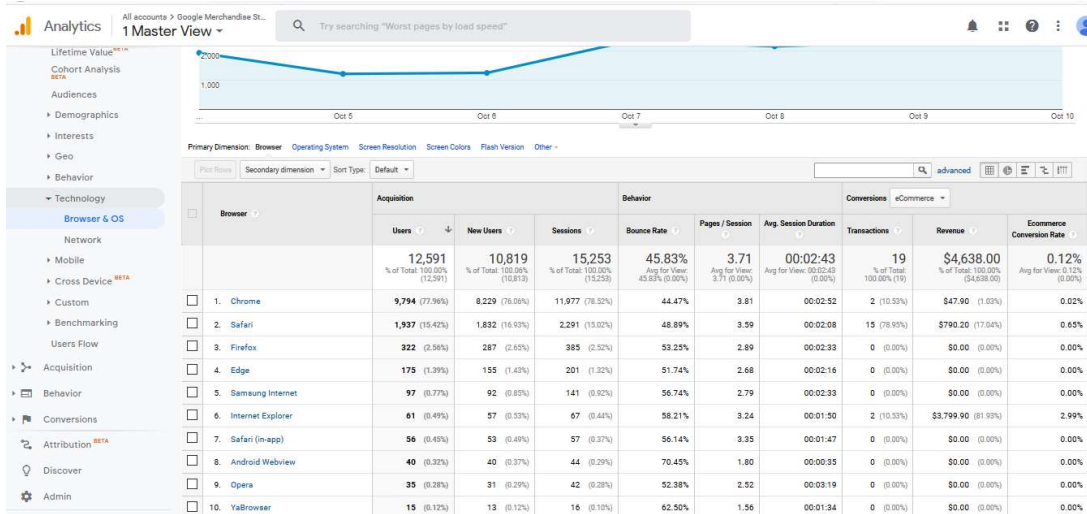 Analytics
All accounts > Google Merchandise St...
1 Master View
Try searching "Worst pages by load speed"
Lifetime Value BETA
Cohort Analysis BETA
Audiences
Demographics
Interests
Geo
Behavior
Technology
Browser & OS
Network
Mobile
Cross Device BETA
Custom
Benchmarking
Users Flow
Acquisition
Behavior
Conversions
Attribution BETA
Discover
Admin
2,000
1,000
... Oct 5 Oct 6 Oct 7 Oct 8 Oct 9 Oct 10
Primary Dimension: Browser Operating System Screen Resolution Screen Colors Flash Version Other
Plot Rows Secondary dimension Sort Type: Default advanced
Browser Acquisition Behavior Conversions eCommerce
Users New Users Sessions Bounce Rate Pages / Session Avg. Session Duration Transactions Revenue Ecommerce Conversion Rate
12,591 10,819 15,253 45.83% 3.71 00:02:43 19 $4,638.00 0.12%
% of Total: 100.00% (12,591) % of Total: 100.06% (10,813) % of Total: 100.00% (15,253) Avg for View: 45.83% (0.00%) Avg for View: 3.71 (0.00%) Avg for View: 00:02:43 (0.00%) % of Total: 100.00% (19) % of Total: 100.00% ($4,638.00) Avg for View: 0.12% (0.00%)
1. Chrome 9,794 (77.96%) 8,229 (76.06%) 11,977 (78.52%) 44.47% 3.81 00:02:52 2 (10.53%) $47.90 (1.03%) 0.02%
2. Safari 1,937 (15.42%) 1,832 (16.93%) 2,291 (15.02%) 48.89% 3.59 00:02:08 15 (78.95%) $790.20 (17.04%) 0.65%
3. Firefox 322 (2.56%) 287 (2.65%) 385 (2.52%) 53.25% 2.89 00:02:33 0 (0.00%) $0.00 (0.00%) 0.00%
4. Edge 175 (1.39%) 155 (1.43%) 201 (1.32%) 51.74% 2.68 00:02:16 0 (0.00%) $0.00 (0.00%) 0.00%
5. Samsung Internet 97 (0.77%) 92 (0.85%) 141 (0.92%) 56.74% 2.79 00:02:33 0 (0.00%) $0.00 (0.00%) 0.00%
6. Internet Explorer 61 (0.49%) 57 (0.53%) 67 (0.44%) 58.21% 3.24 00:01:50 2 (10.53%) $3,799.90 (81.93%) 2.99%
7. Safari (in-app) 56 (0.45%) 53 (0.49%) 57 (0.37%) 56.14% 3.35 00:01:47 0 (0.00%) $0.00 (0.00%) 0.00%
8. Android Webview 40 (0.32%) 40 (0.37%) 44 (0.29%) 70.45% 1.80 00:00:35 0 (0.00%) $0.00 (0.00%) 0.00%
9. Opera 35 (0.28%) 31 (0.29%) 42 (0.28%) 52.38% 2.52 00:03:19 0 (0.00%) $0.00 (0.00%) 0.00%
10. YaBrowser 15 (0.12%) 13 (0.12%) 16 (0.10%) 62.50% 1.56 00:01:34 0 (0.00%) $0.00 (0.00%) 0.00%